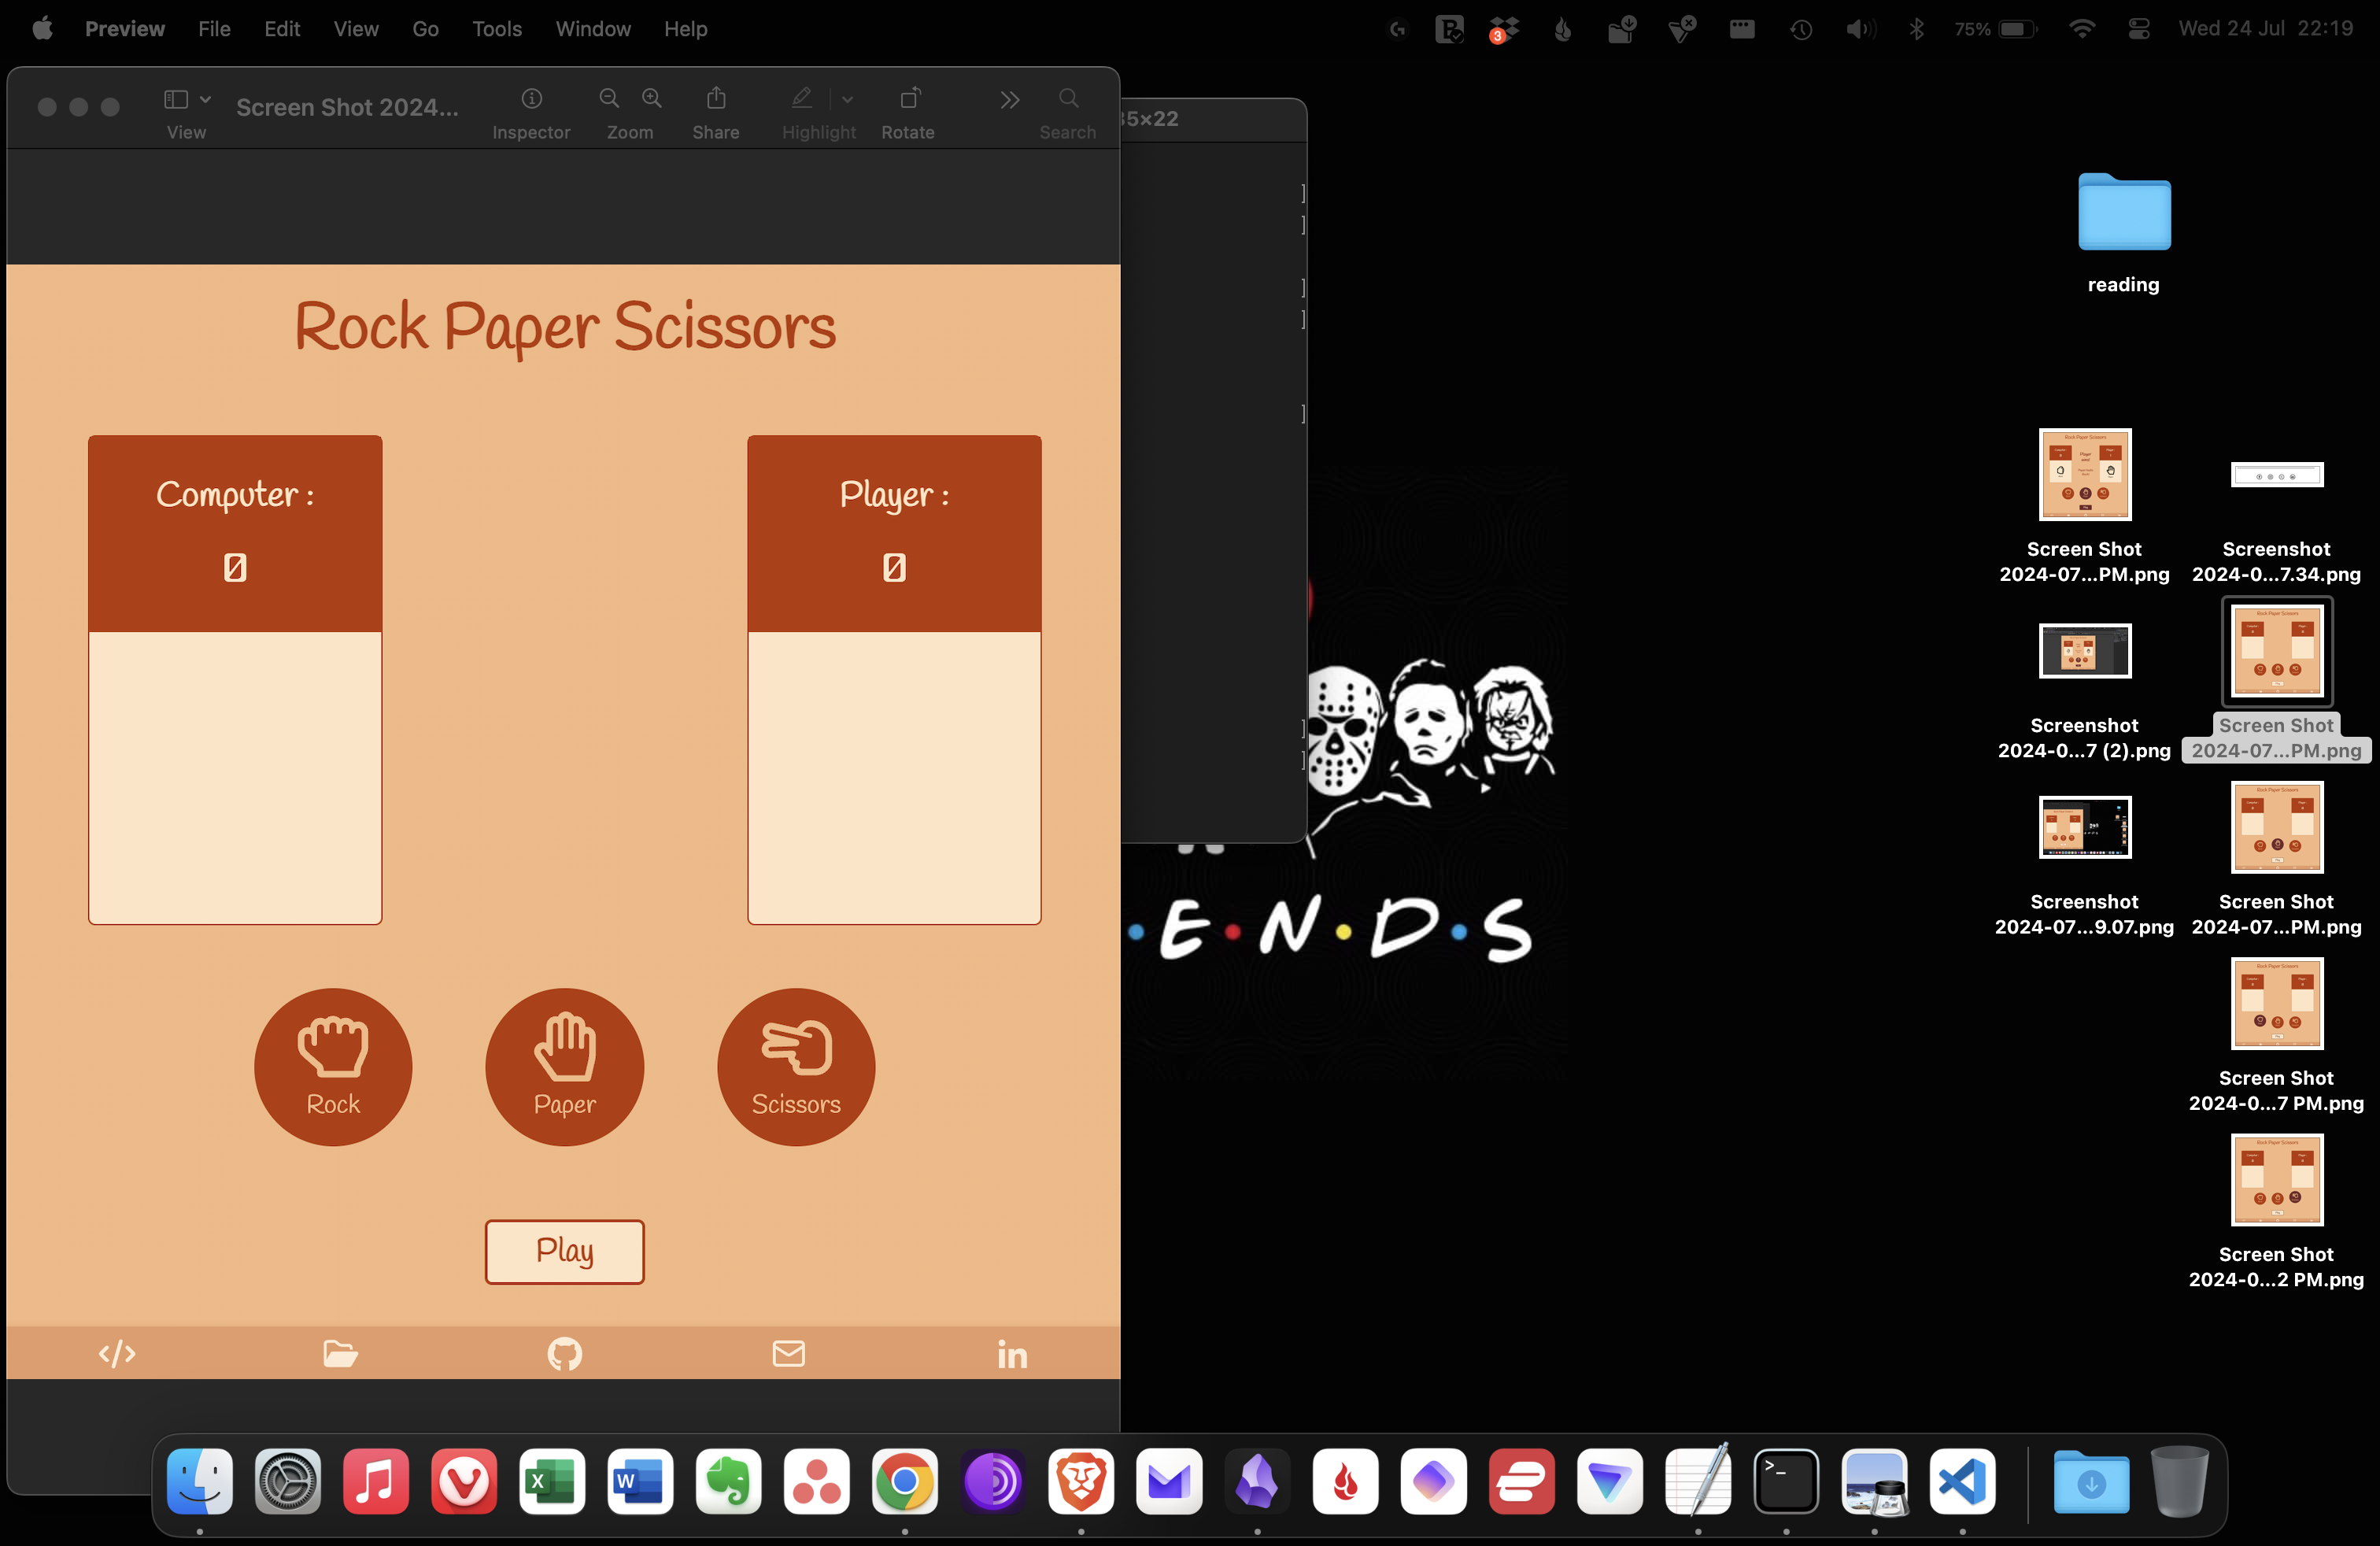 Preview File Edit View Go Tools Window Help
3 75% Wed 24 Jul 22:19
Screen Shot 2024...
View Inspector Zoom Share Highlight Rotate Search
35×22
]
]
]
]
]
]
]
Rock Paper Scissors
Computer : Player :
0 0
Rock Paper Scissors
Play
E·N·D·S
reading
Screen Shot
2024-07...PM.png
Screenshot
2024-0...7.34.png
Screenshot
2024-0...7 (2).png
Screen Shot
2024-07...PM.png
Screenshot
2024-07...9.07.png
Screen Shot
2024-07...PM.png
Screen Shot
2024-0...7 PM.png
Screen Shot
2024-0...2 PM.png